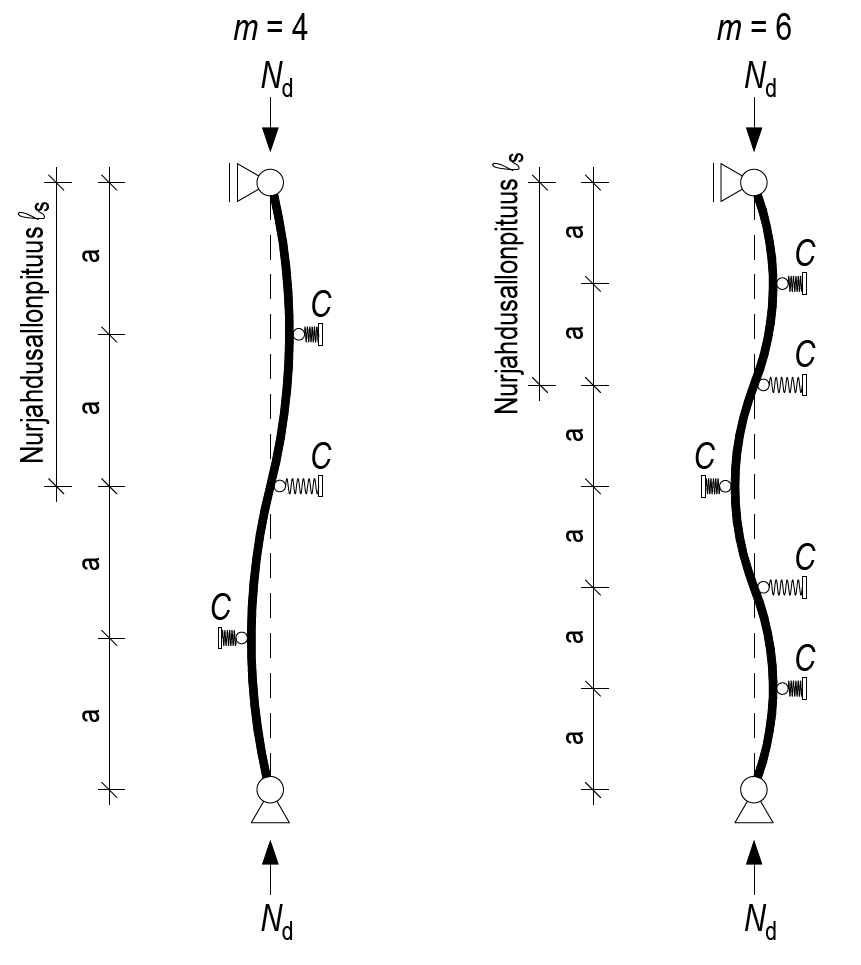 m = 4
N_d
Nurjahdusallonpituus ℓ_s
a
a
a
a
C
C
C
N_d
m = 6
N_d
Nurjahdusallonpituus ℓ_s
a
a
a
a
a
a
C
C
C
C
C
N_d